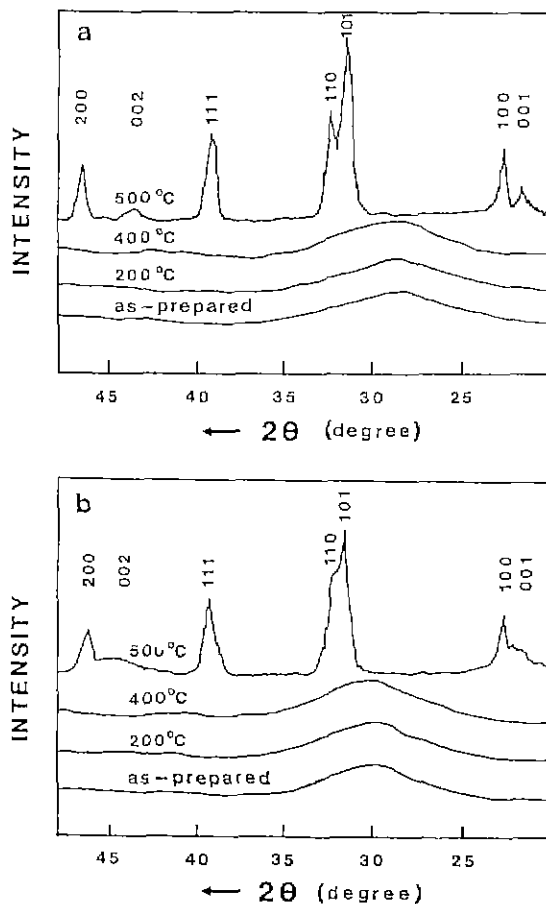 a
INTENSITY
200
002
111
110
101
100
001
500°C
400°C
200°C
as-prepared
45 40 35 30 25
← 2θ (degree)
b
INTENSITY
200
002
111
110
101
100
001
500°C
400°C
200°C
as-prepared
45 40 35 30 25
← 2θ (degree)